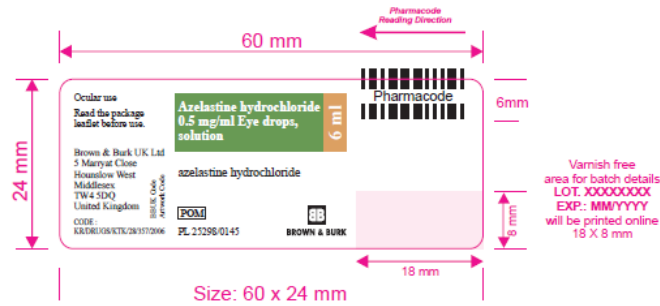 Pharmacode
Reading Direction
60 mm
Pharmacode
6mm
24 mm
Ocular use
Read the package
leaflet before use.
Brown & Burk UK Ltd
5 Marryat Close
Hounslow West
Middlesex
TW4 5DQ
United Kingdom
CODE :
KR/DRUGS/KTK/28/357/2006
BBUK Code
Artwork Code
Azelastine hydrochloride
0.5 mg/ml Eye drops,
solution
6 ml
azelastine hydrochloride
POM
PL 25298/0145
BB
BROWN & BURK
Varnish free
area for batch details
LOT. XXXXXXXX
EXP.: MM/YYYY
will be printed online
18 X 8 mm
8 mm
18 mm
Size: 60 x 24 mm